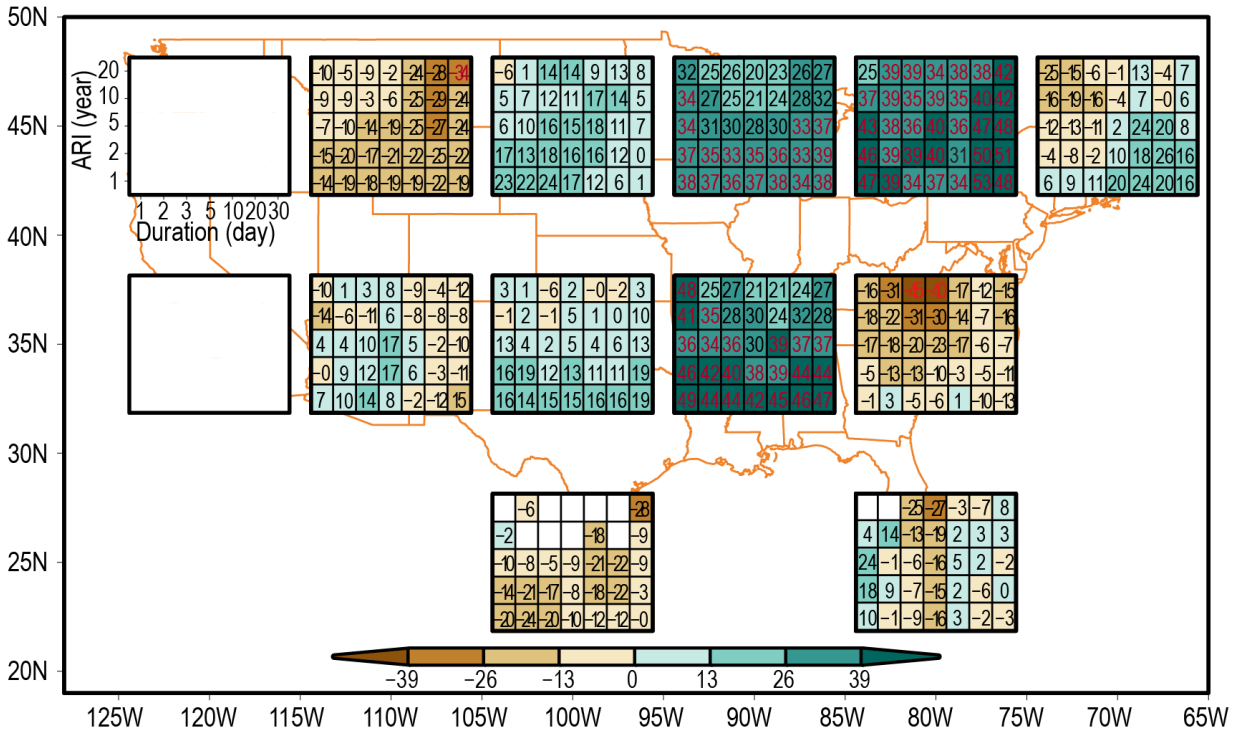 50N
45N
40N
35N
30N
25N
20N
ARI (year)
20
10
5
2
1
1 2 3 5 10 20 30
Duration (day)
−10 −5 −9 −2 −24 −28 −34
−9 −9 −3 −6 −25 −29 −24
−7 −10 −14 −19 −25 −27 −24
−15 −20 −17 −21 −22 −25 −22
−14 −19 −18 −19 −19 −22 −19
−6 1 14 14 9 13 8
5 7 12 11 17 14 5
6 10 16 15 18 11 7
17 13 18 16 16 12 0
23 22 24 17 12 6 1
32 25 26 20 23 26 27
34 27 25 21 24 28 32
34 31 30 28 30 33 37
37 35 33 35 36 33 39
38 37 36 37 38 34 38
25 39 39 34 38 38 42
37 39 35 39 35 40 42
43 38 36 40 36 47 48
46 39 39 40 31 50 51
47 39 34 37 34 53 48
−25 −15 −6 −1 13 −4 7
−16 −19 −16 −4 7 −0 6
−12 −13 −11 2 24 20 8
−4 −8 −2 10 18 26 16
6 9 11 20 24 20 16
−10 1 3 8 −9 −4 −12
−14 −6 −11 6 −8 −8 −8
4 4 10 17 5 −2 −10
−0 9 12 17 6 −3 −11
7 10 14 8 −2 −12 15
3 1 −6 2 −0 −2 3
−1 2 −1 5 1 0 10
13 4 2 5 4 6 13
16 19 12 13 11 11 19
16 14 15 15 16 16 19
48 25 27 21 21 24 27
41 35 28 30 24 32 28
36 34 36 30 39 37 37
46 42 40 38 39 44 44
49 44 44 42 45 46 47
−16 −31 −17 −12 −15
−18 −22 −31 −30 −14 −7 −16
−17 −18 −20 −23 −17 −6 −7
−5 −13 −13 −10 −3 −5 −11
−1 3 −5 −6 1 −10 −13
−6 −28
−2 −18 −9
−10 −8 −5 −9 −21 −22 −9
−14 −21 −17 −8 −18 −22 −3
−20 −24 −20 −10 −12 −12 −0
−25 −27 −3 −7 8
4 14 −13 −19 2 3 3
24 −1 −6 −16 5 2 −2
18 9 −7 −15 2 −6 0
10 −1 −9 −16 3 −2 −3
−39 −26 −13 0 13 26 39
125W 120W 115W 110W 105W 100W 95W 90W 85W 80W 75W 70W 65W